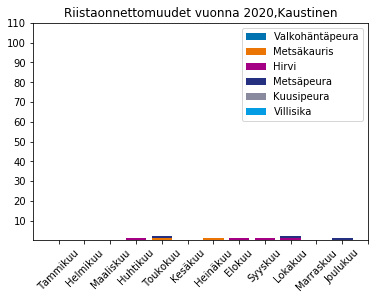 Riistaonnettomuudet vuonna 2020,Kaustinen
110
100
90
80
70
60
50
40
30
20
10
Valkohäntäpeura
Metsäkauris
Hirvi
Metsäpeura
Kuusipeura
Villisika
Tammikuu
Helmikuu
Maaliskuu
Huhtikuu
Toukokuu
Kesäkuu
Heinäkuu
Elokuu
Syyskuu
Lokakuu
Marraskuu
Joulukuu